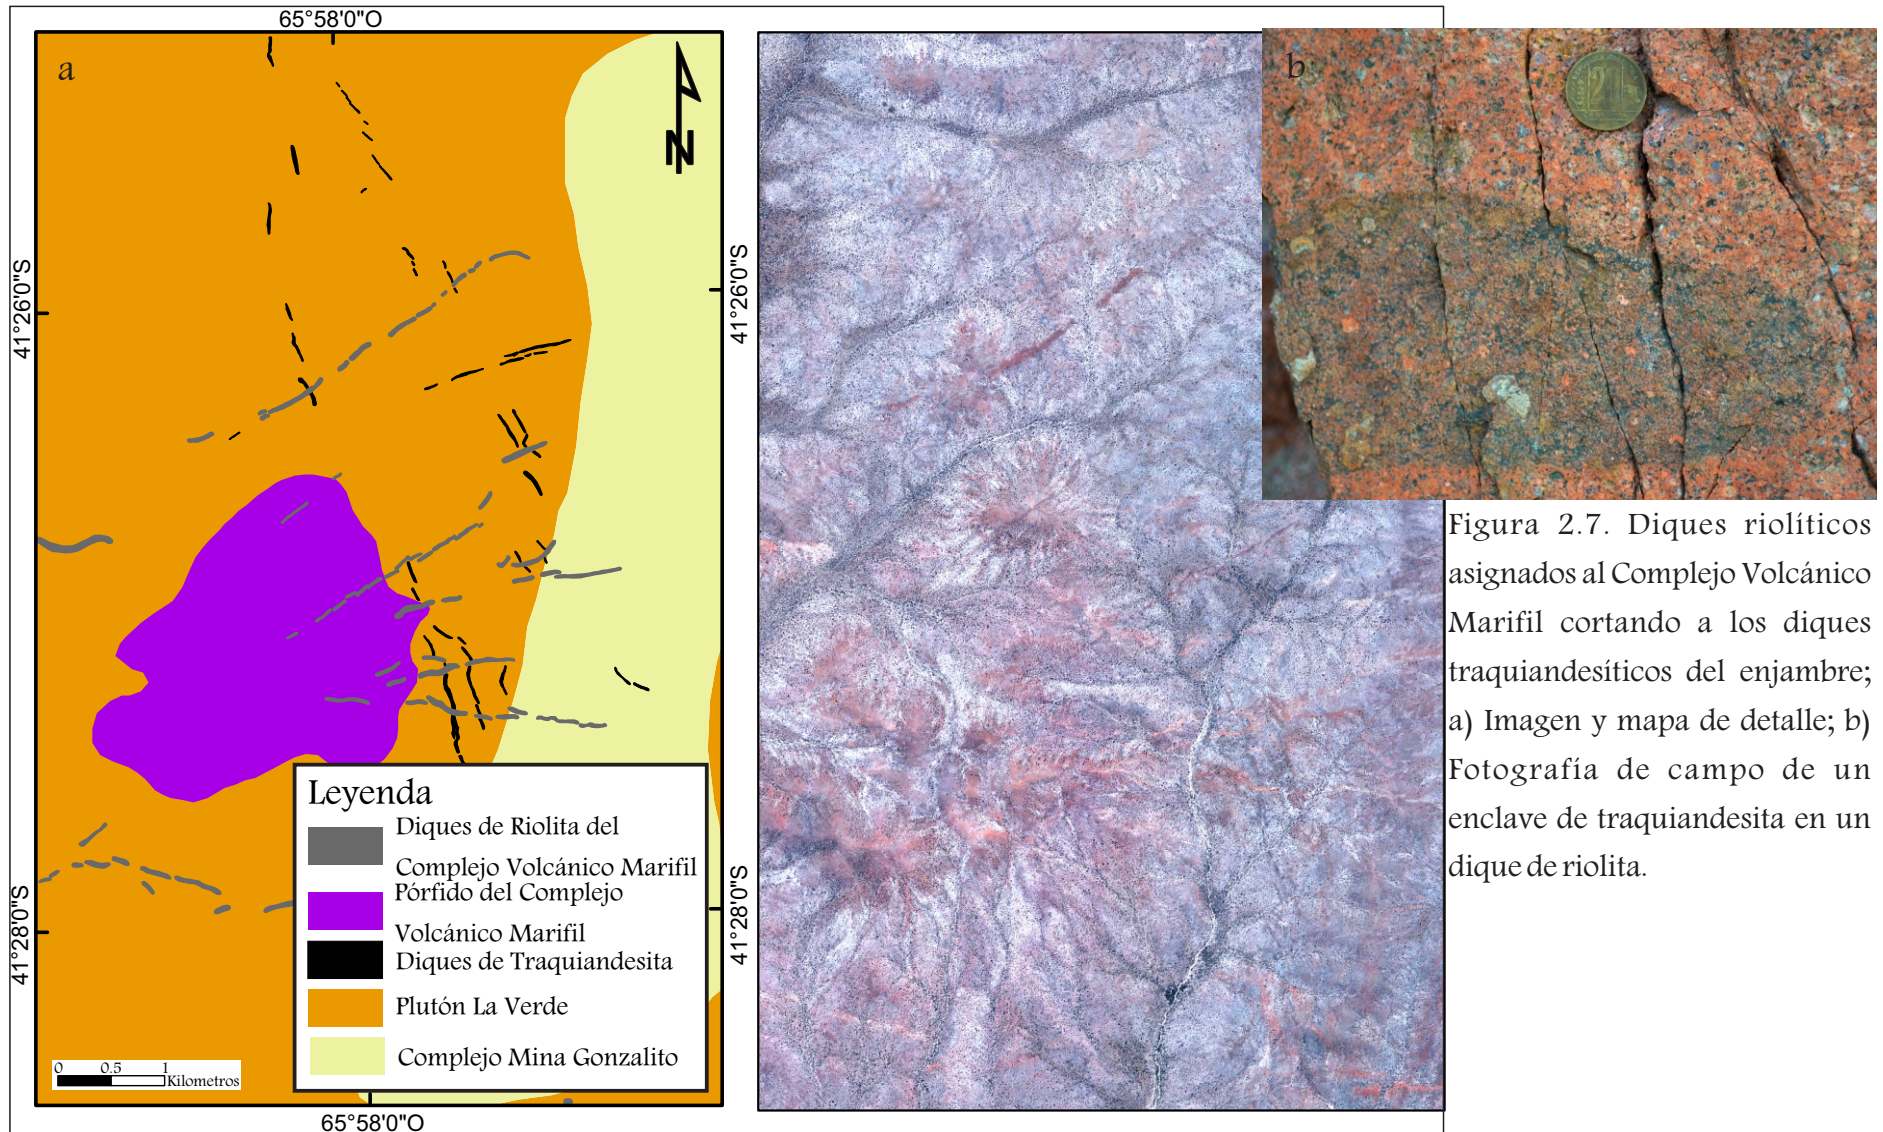 65°58'0"O
a
N
41°26'0"S
41°26'0"S
41°28'0"S
41°28'0"S
Leyenda
Diques de Riolita del
Complejo Volcánico Marifil
Pórfido del Complejo
Volcánico Marifil
Diques de Traquiandesita
Plutón La Verde
Complejo Mina Gonzalito
0 0.5 1
Kilometros
65°58'0"O
b
Figura 2.7. Diques riolíticos
asignados al Complejo Volcánico
Marifil cortando a los diques
traquiandesíticos del enjambre;
a) Imagen y mapa de detalle; b)
Fotografía de campo de un
enclave de traquiandesita en un
dique de riolita.